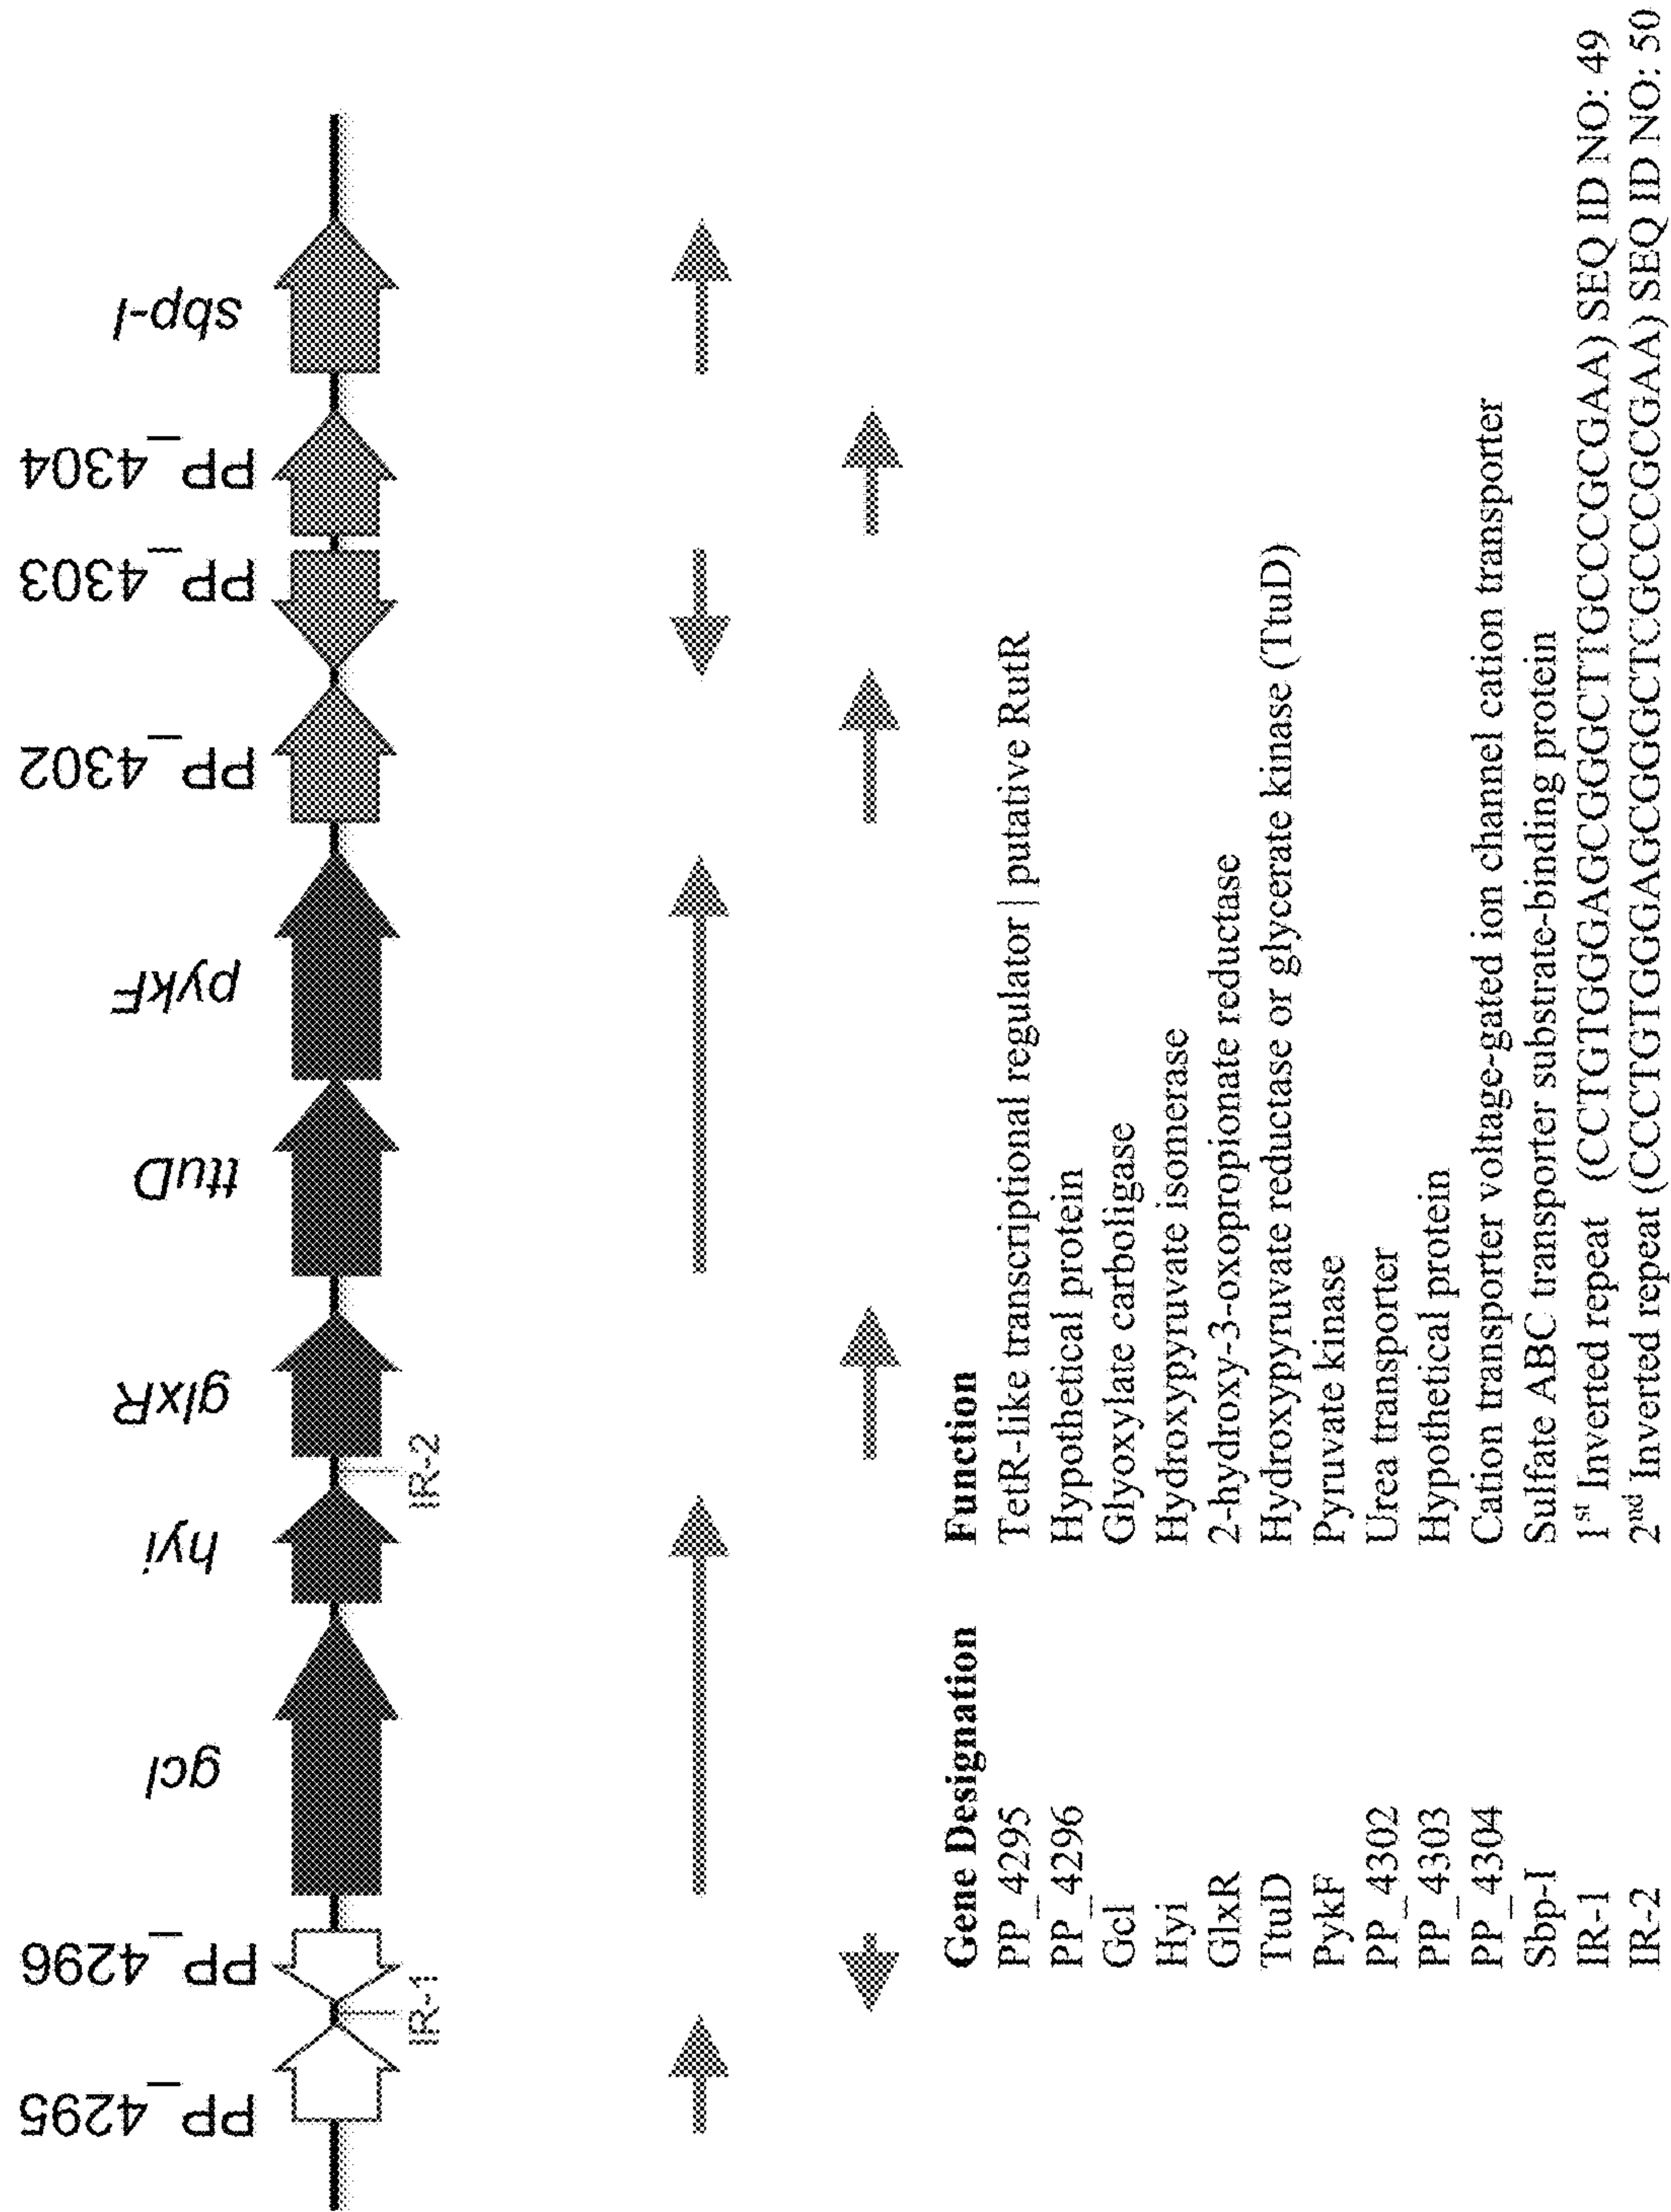 PP_4295 PP_4296 gcl hyi glxR ttuD pykF PP_4302 PP_4303 PP_4304 sbp-I
IR-1 IR-2
Gene Designation Function
PP_4295 TetR-like transcriptional regulator | putative RutR
PP_4296 Hypothetical protein
Gcl Glyoxylate carboligase
Hyi Hydroxypyruvate isomerase
GlxR 2-hydroxy-3-oxopropionate reductase
TtuD Hydroxypyruvate reductase or glycerate kinase (TtuD)
PykF Pyruvate kinase
PP_4302 Urea transporter
PP_4303 Hypothetical protein
PP_4304 Cation transporter voltage-gated ion channel cation transporter
Sbp-I Sulfate ABC transporter substrate-binding protein
IR-1 1st Inverted repeat (CCTGTGGGAGCGGGCTTGCCCGCGAA) SEQ ID NO: 49
IR-2 2nd Inverted repeat (CCCTGTGTGGGAGCGGGCTCGCCCGCGAA) SEQ ID NO: 50